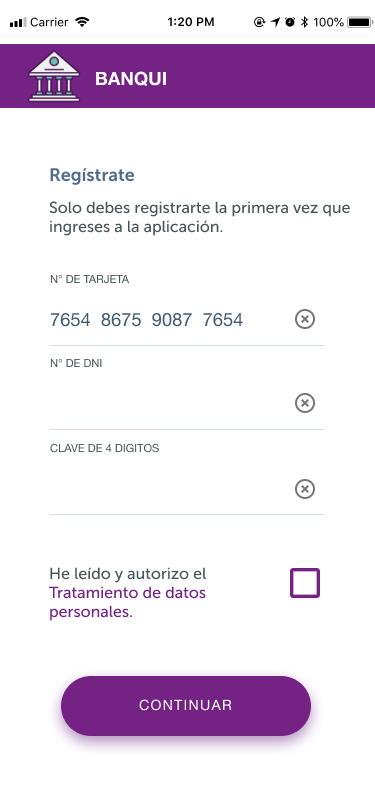 Carrier 1:20 PM 100%
BANQUI
Regístrate
Solo debes registrarte la primera vez que
ingreses a la aplicación.
N° DE TARJETA
7654 8675 9087 7654
N° DE DNI
CLAVE DE 4 DIGITOS
He leído y autorizo el
Tratamiento de datos
personales.
CONTINUAR